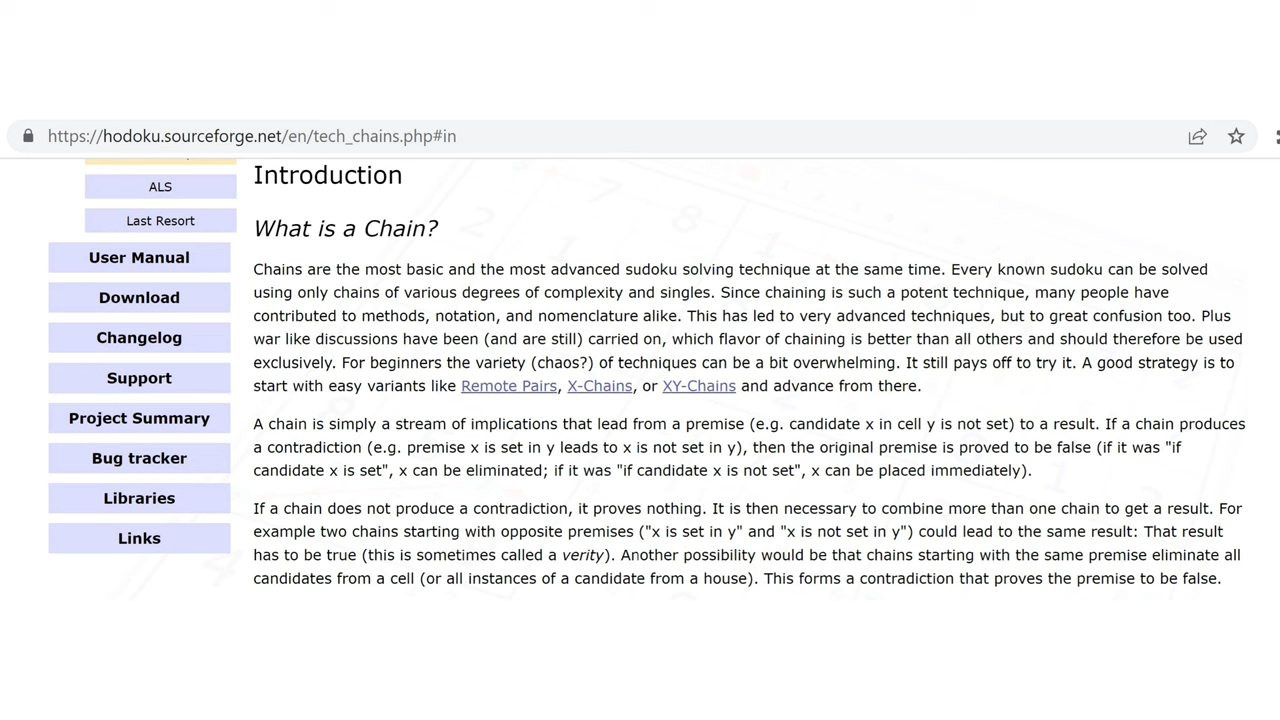 https://hodoku.sourceforge.net/en/tech_chains.php#in
ALS
Last Resort
User Manual
Download
Changelog
Support
Project Summary
Bug tracker
Libraries
Links
Introduction
What is a Chain?
Chains are the most basic and the most advanced sudoku solving technique at the same time. Every known sudoku can be solved
using only chains of various degrees of complexity and singles. Since chaining is such a potent technique, many people have
contributed to methods, notation, and nomenclature alike. This has led to very advanced techniques, but to great confusion too. Plus
war like discussions have been (and are still) carried on, which flavor of chaining is better than all others and should therefore be used
exclusively. For beginners the variety (chaos?) of techniques can be a bit overwhelming. It still pays off to try it. A good strategy is to
start with easy variants like Remote Pairs, X-Chains, or XY-Chains and advance from there.
A chain is simply a stream of implications that lead from a premise (e.g. candidate x in cell y is not set) to a result. If a chain produces
a contradiction (e.g. premise x is set in y leads to x is not set in y), then the original premise is proved to be false (if it was "if
candidate x is set", x can be eliminated; if it was "if candidate x is not set", x can be placed immediately).
If a chain does not produce a contradiction, it proves nothing. It is then necessary to combine more than one chain to get a result. For
example two chains starting with opposite premises ("x is set in y" and "x is not set in y") could lead to the same result: That result
has to be true (this is sometimes called a verity). Another possibility would be that chains starting with the same premise eliminate all
candidates from a cell (or all instances of a candidate from a house). This forms a contradiction that proves the premise to be false.